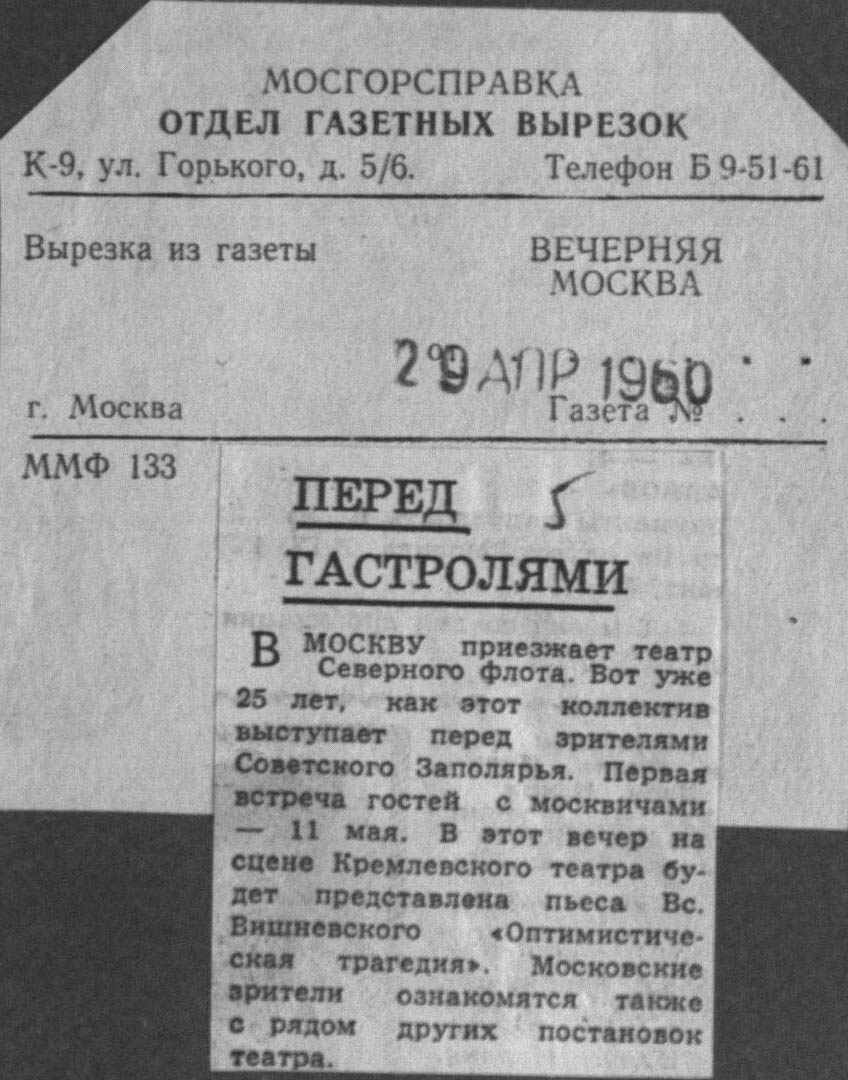 МОСГОРСПРАВКА
ОТДЕЛ ГАЗЕТНЫХ ВЫРЕЗОК
К-9, ул. Горького, д. 5/6. Телефон Б 9-51-61
Вырезка из газеты ВЕЧЕРНЯЯ
МОСКВА
29 АПР 1960
г. Москва Газета № . . .
ММФ 133
ПЕРЕД 5
ГАСТРОЛЯМИ
В МОСКВУ приезжает театр
Северного флота. Вот уже
25 лет, как этот коллектив
выступает перед зрителями
Советского Заполярья. Первая
встреча гостей с москвичами
— 11 мая. В этот вечер на
сцене Кремлевского театра бу-
дет представлена пьеса Вс.
Вишневского «Оптимистиче-
ская трагедия». Московские
зрители ознакомятся также
с рядом других постановок
театра.